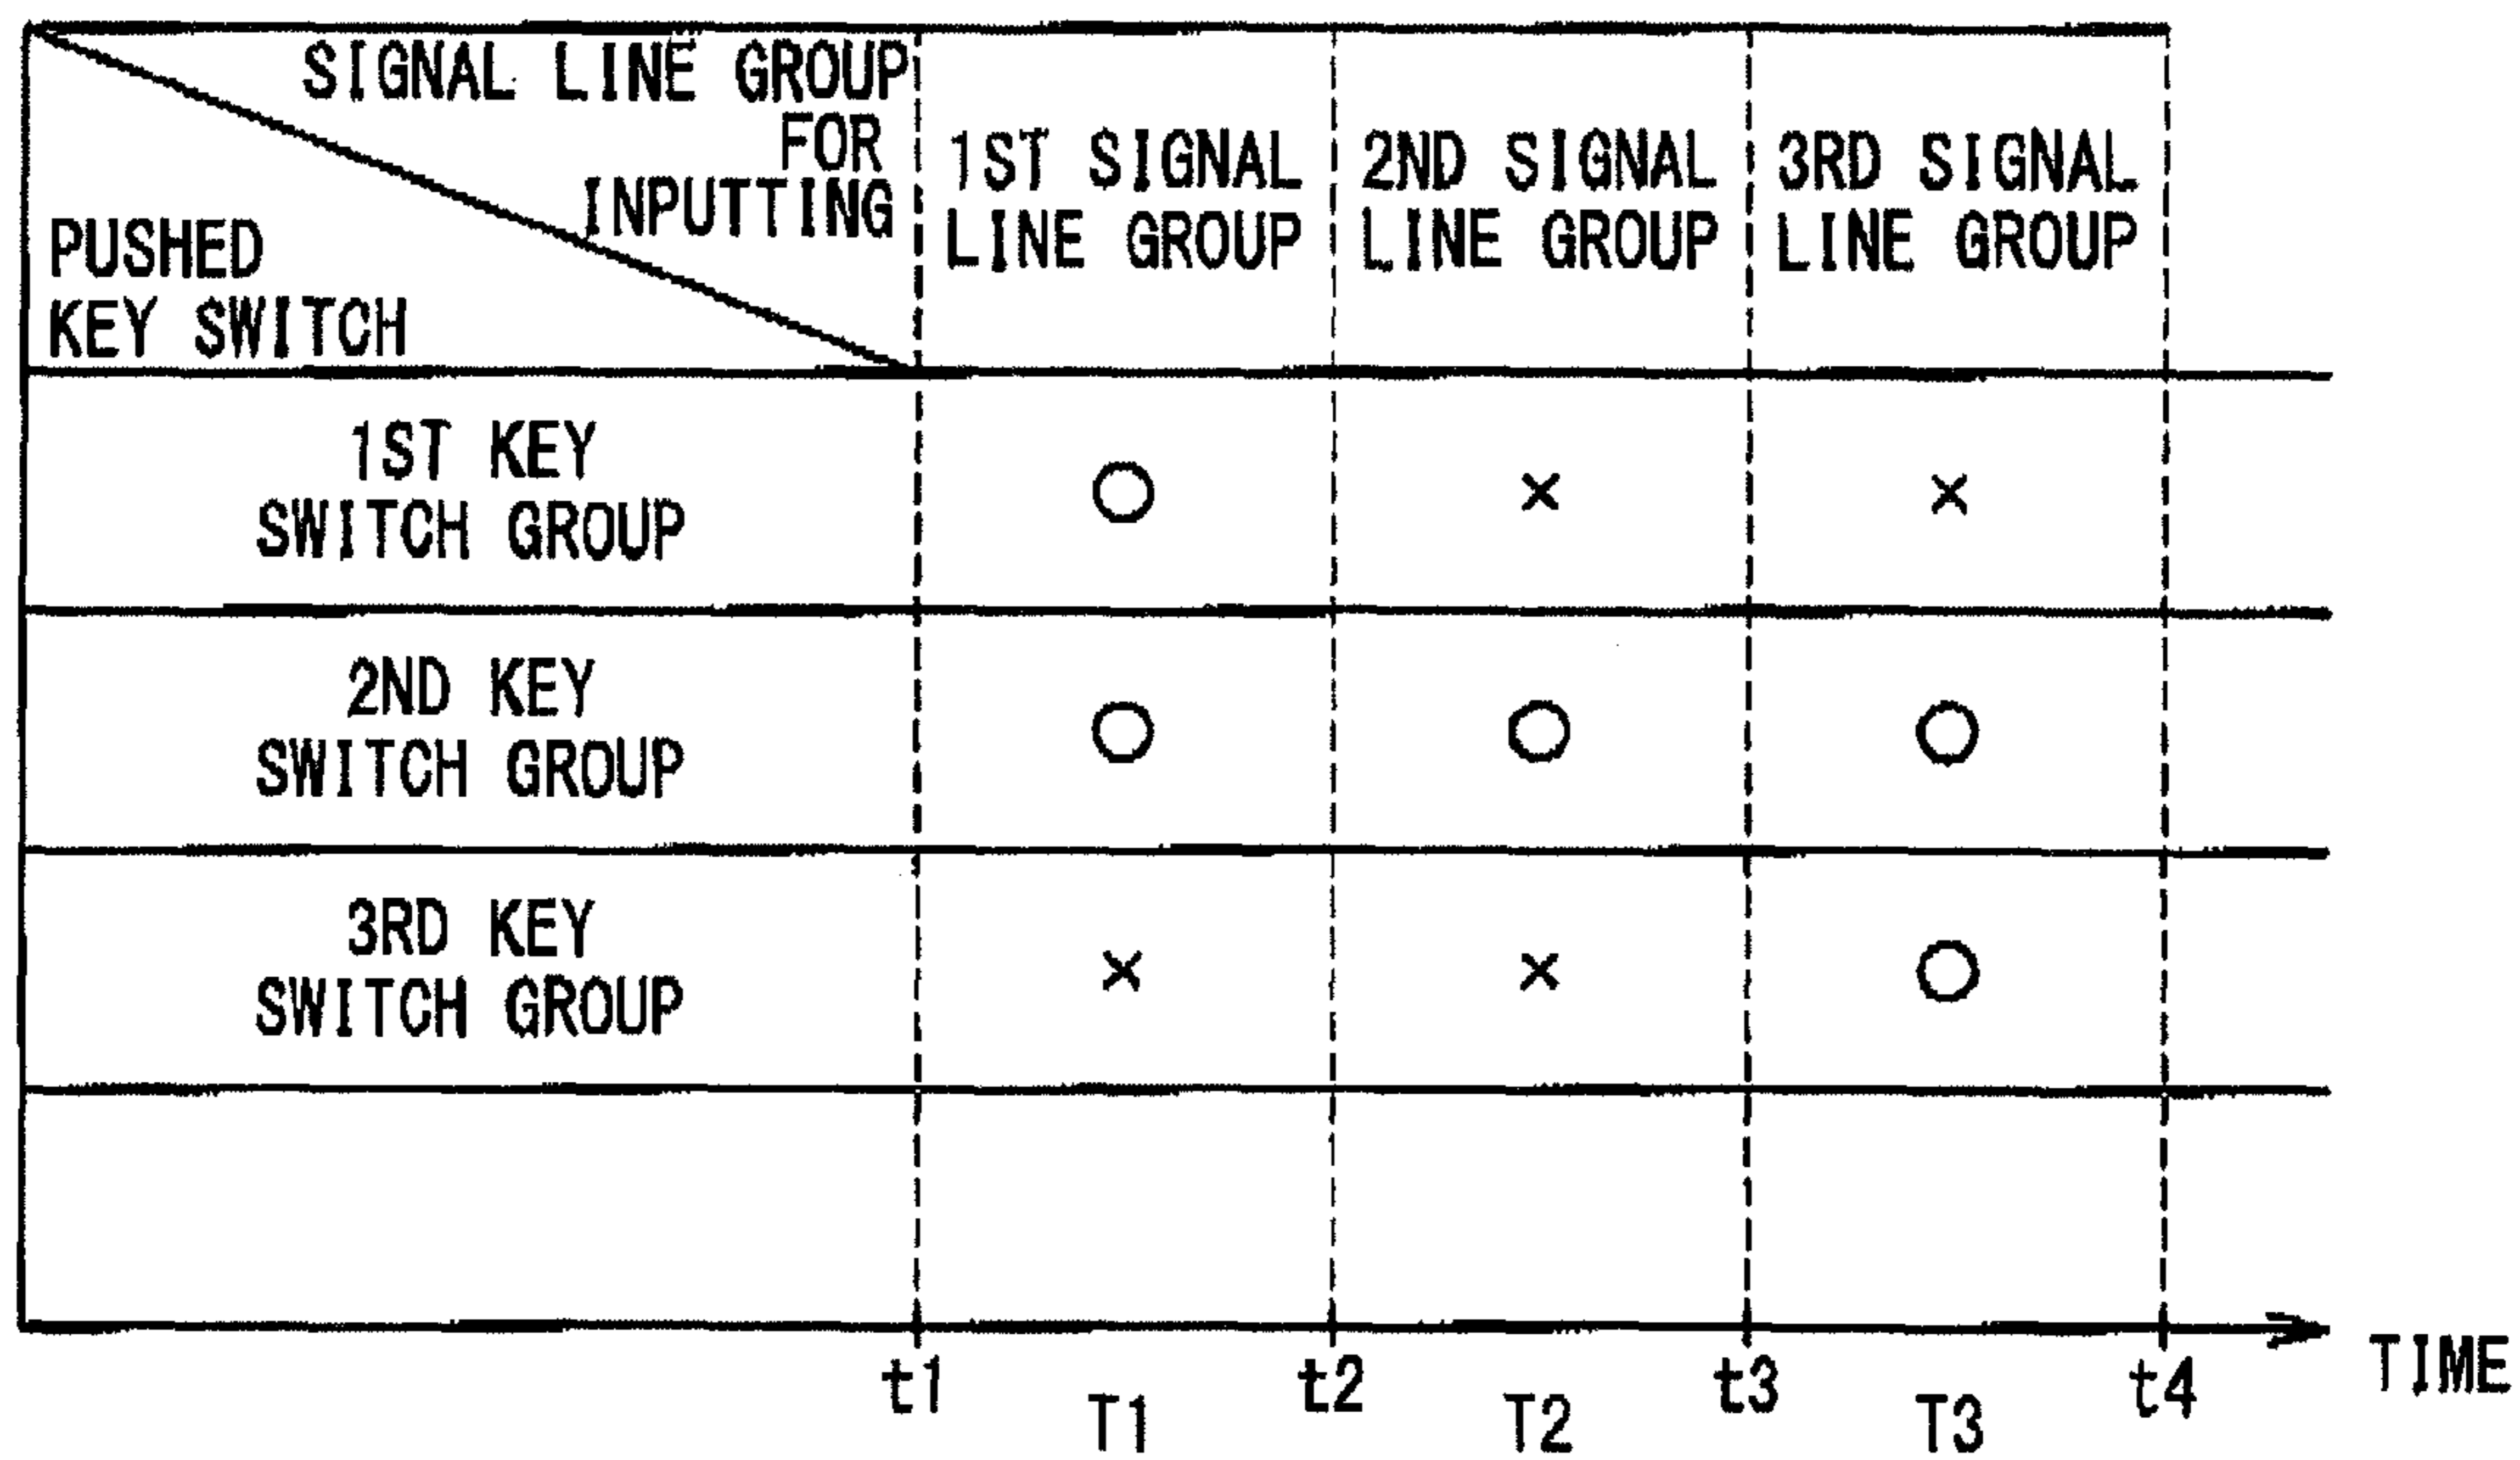 SIGNAL LINE GROUP
FOR
INPUTTING
PUSHED
KEY SWITCH
1ST SIGNAL
LINE GROUP
2ND SIGNAL
LINE GROUP
3RD SIGNAL
LINE GROUP
1ST KEY
SWITCH GROUP
○ × ×
2ND KEY
SWITCH GROUP
○ ○ ○
3RD KEY
SWITCH GROUP
× × ○
t1 t2 t3 t4 TIME
T1 T2 T3